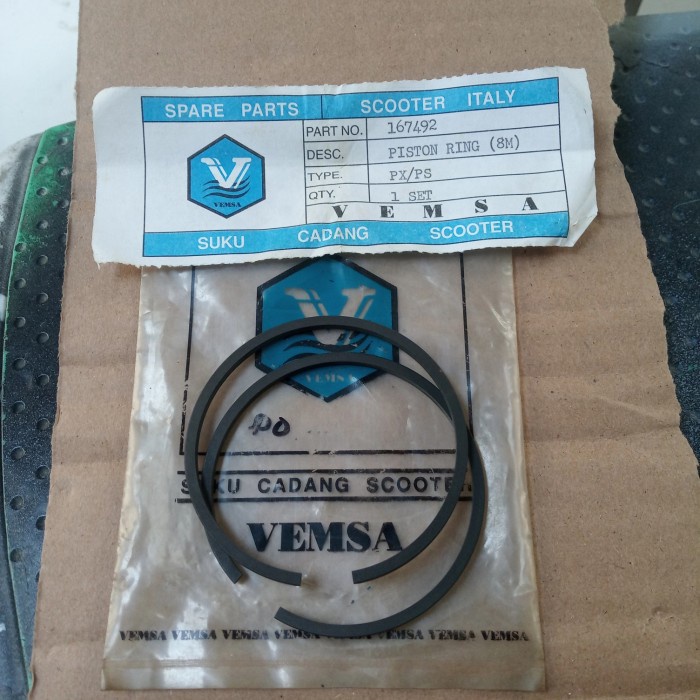 SPARE PARTS SCOOTER ITALY
VEMSA
PART NO. 167492
DESC. PISTON RING (8M)
TYPE. PX/PS
QTY. 1 SET
V E M S A
SUKU CADANG SCOOTER
VEMSA
SUKU CADANG SCOOTER
VEMSA
VEMSA VEMSA VEMSA VEMSA VEMSA VEMSA VEMSA VEMSA